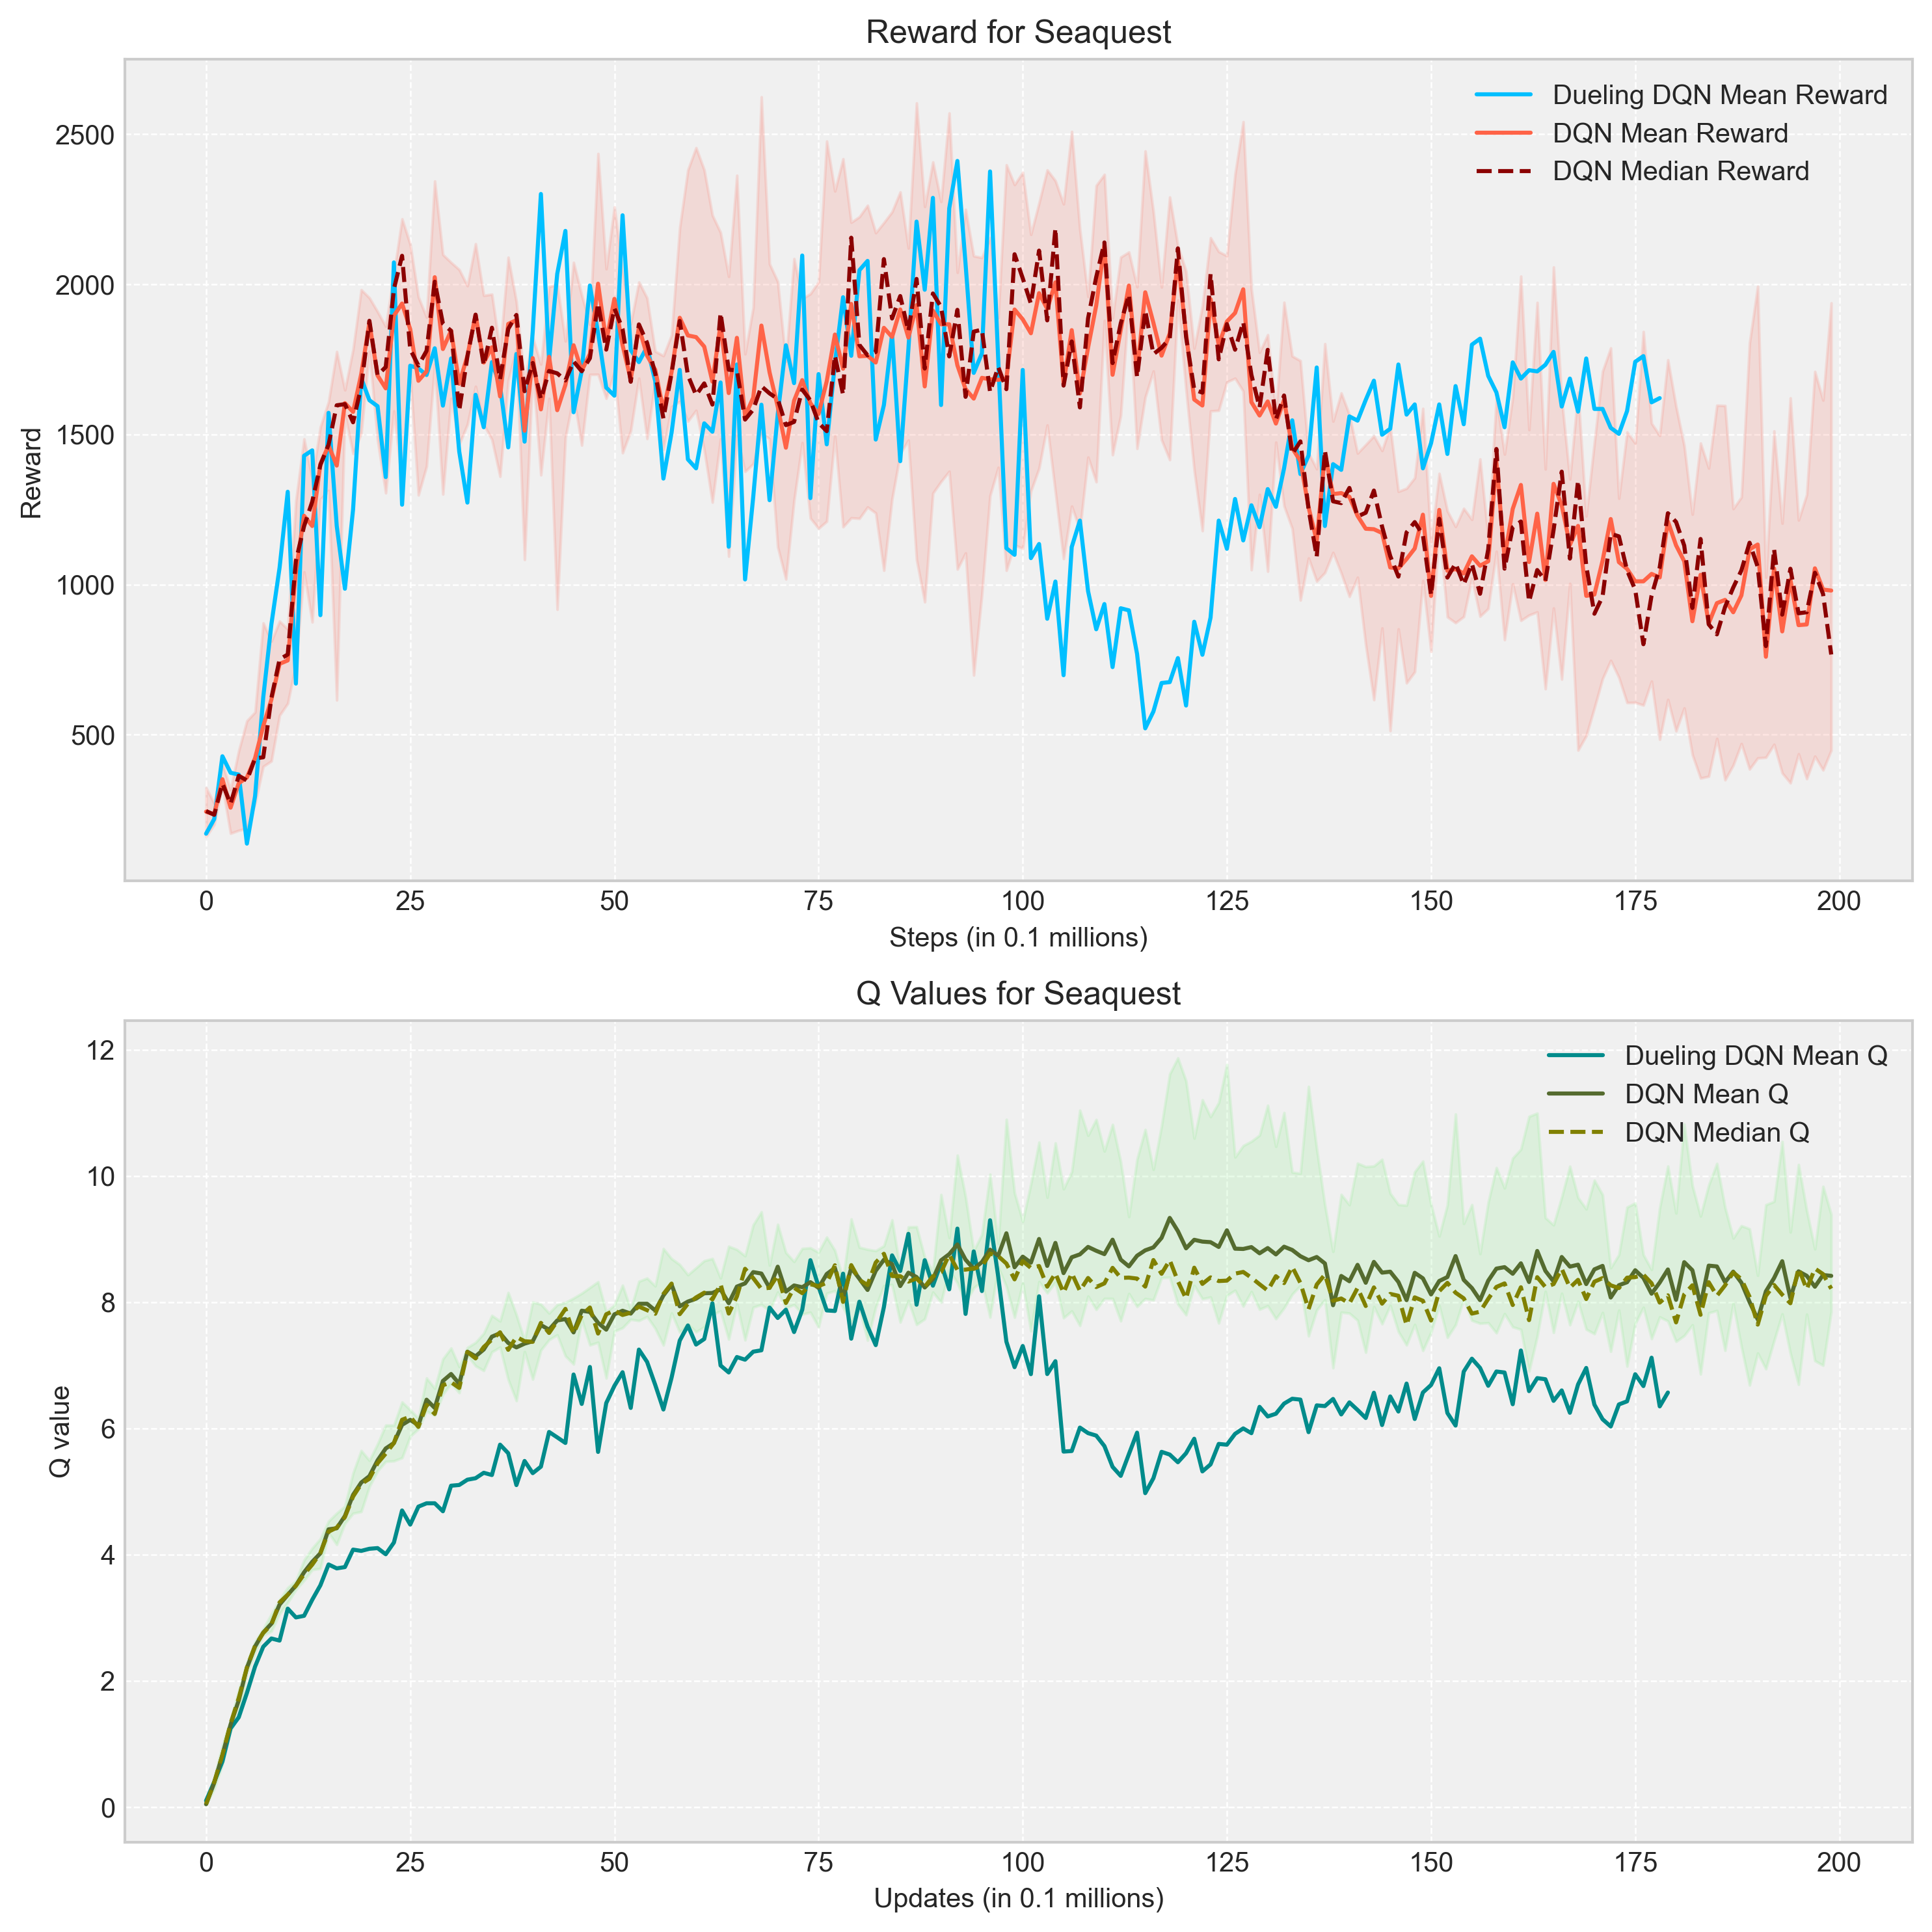 Reward for Seaquest
Dueling DQN Mean Reward
DQN Mean Reward
DQN Median Reward
Reward
2500
2000
1500
1000
500
0 25 50 75 100 125 150 175 200
Steps (in 0.1 millions)
Q Values for Seaquest
Dueling DQN Mean Q
DQN Mean Q
DQN Median Q
Q value
12
10
8
6
4
2
0
0 25 50 75 100 125 150 175 200
Updates (in 0.1 millions)